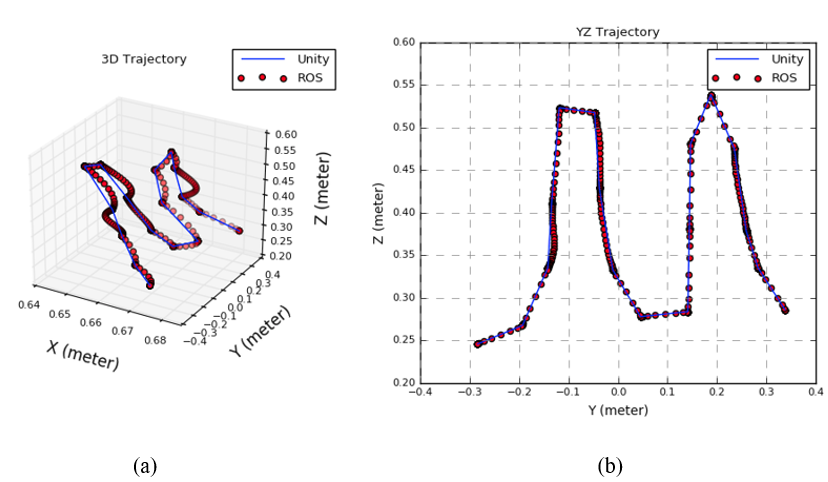 3D Trajectory
Unity
ROS
0.60
0.55
0.50
0.45
0.40
0.35
0.30
0.25
0.20
Z (meter)
0.64
0.65
0.66
0.67
0.68
X (meter)
−0.4
−0.3
−0.2
−0.1
0.0
0.1
0.2
0.3
0.4
Y (meter)
(a)
YZ Trajectory
Unity
ROS
0.60
0.55
0.50
0.45
0.40
0.35
0.30
0.25
0.20
Z (meter)
−0.4 −0.3 −0.2 −0.1 0.0 0.1 0.2 0.3 0.4
Y (meter)
(b)